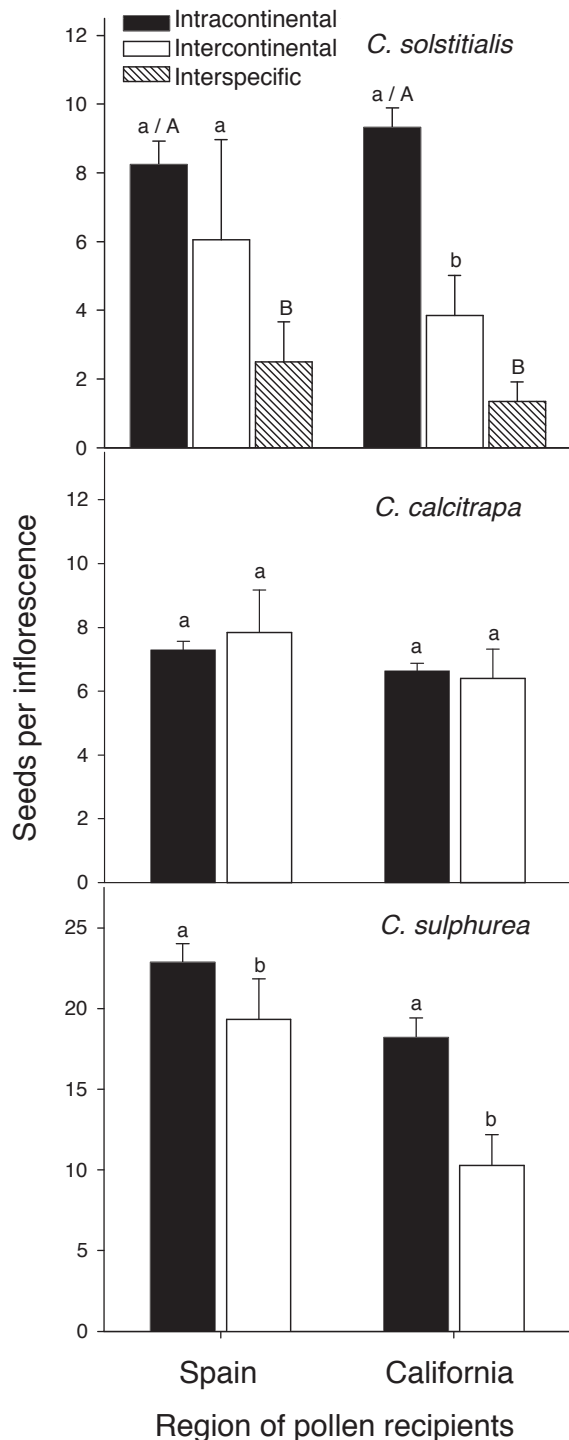 Intracontinental
Intercontinental
Interspecific
C. solstitialis
12
10
8
6
4
2
0
a / A
a
B
a / A
b
B
C. calcitrapa
12
10
8
6
4
2
0
a
a
a
a
Seeds per inflorescence
C. sulphurea
25
20
15
10
5
0
a
b
a
b
Spain
California
Region of pollen recipients